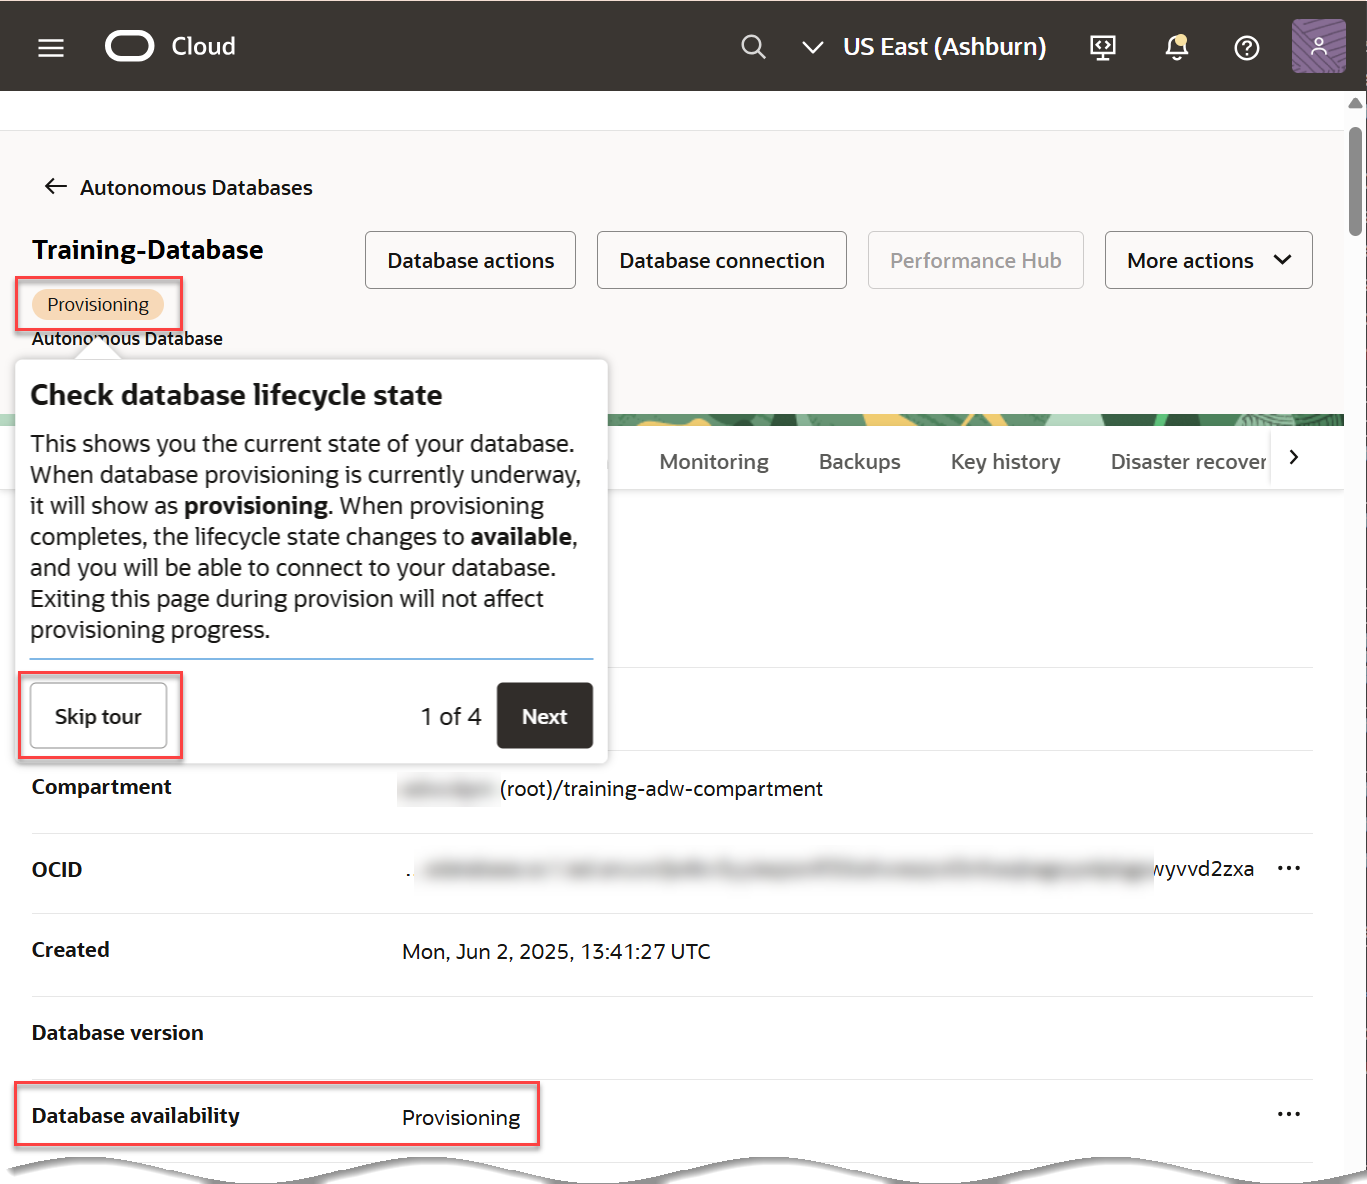 Cloud
US East (Ashburn)
Autonomous Databases
Training-Database
Database actions
Database connection
Performance Hub
More actions
Provisioning
Autonomous Database
Check database lifecycle state
This shows you the current state of your database.
When database provisioning is currently underway,
it will show as provisioning. When provisioning
completes, the lifecycle state changes to available,
and you will be able to connect to your database.
Exiting this page during provision will not affect
provisioning progress.
Skip tour
1 of 4
Next
Monitoring
Backups
Key history
Disaster recover
Compartment
(root)/training-adw-compartment
OCID
wyvvd2zxa
Created
Mon, Jun 2, 2025, 13:41:27 UTC
Database version
Database availability
Provisioning